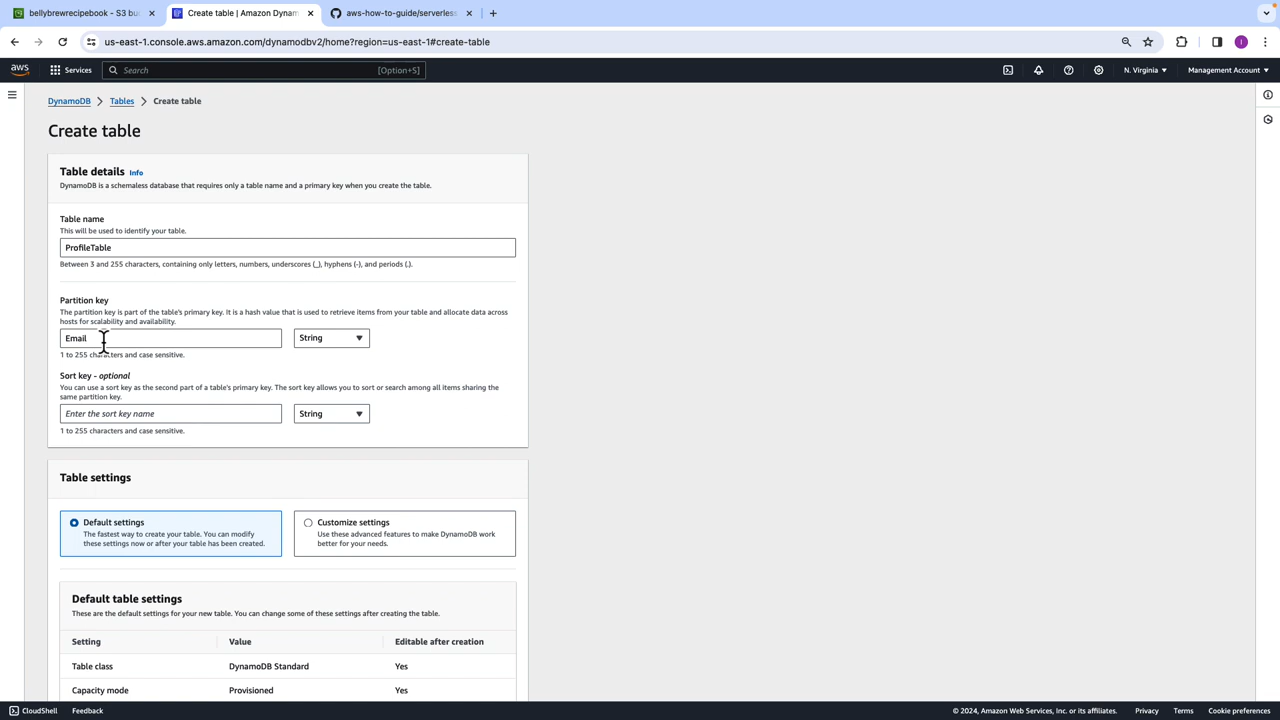 bellybrewrecipebook - S3 bu
Create table | Amazon Dynam
aws-how-to-guide/serverless
us-east-1.console.aws.amazon.com/dynamodbv2/home?region=us-east-1#create-table
I
aws
Services
Search
[Option+S]
N. Virginia
Management Account
DynamoDB
Tables
Create table
Create table
Table details
Info
DynamoDB is a schemaless database that requires only a table name and a primary key when you create the table.
Table name
This will be used to identify your table.
ProfileTable
Between 3 and 255 characters, containing only letters, numbers, underscores (_), hyphens (-), and periods (.).
Partition key
The partition key is part of the table's primary key. It is a hash value that is used to retrieve items from your table and allocate data across
hosts for scalability and availability.
Email
String
1 to 255 characters and case sensitive.
Sort key - optional
You can use a sort key as the second part of a table's primary key. The sort key allows you to sort or search among all items sharing the
same partition key.
Enter the sort key name
String
1 to 255 characters and case sensitive.
Table settings
Default settings
The fastest way to create your table. You can modify
these settings now or after your table has been created.
Customize settings
Use these advanced features to make DynamoDB work
better for your needs.
Default table settings
These are the default settings for your new table. You can change some of these settings after creating the table.
Setting
Value
Editable after creation
Table class
DynamoDB Standard
Yes
Capacity mode
Provisioned
Yes
CloudShell
Feedback
© 2024, Amazon Web Services, Inc. or its affiliates.
Privacy
Terms
Cookie preferences